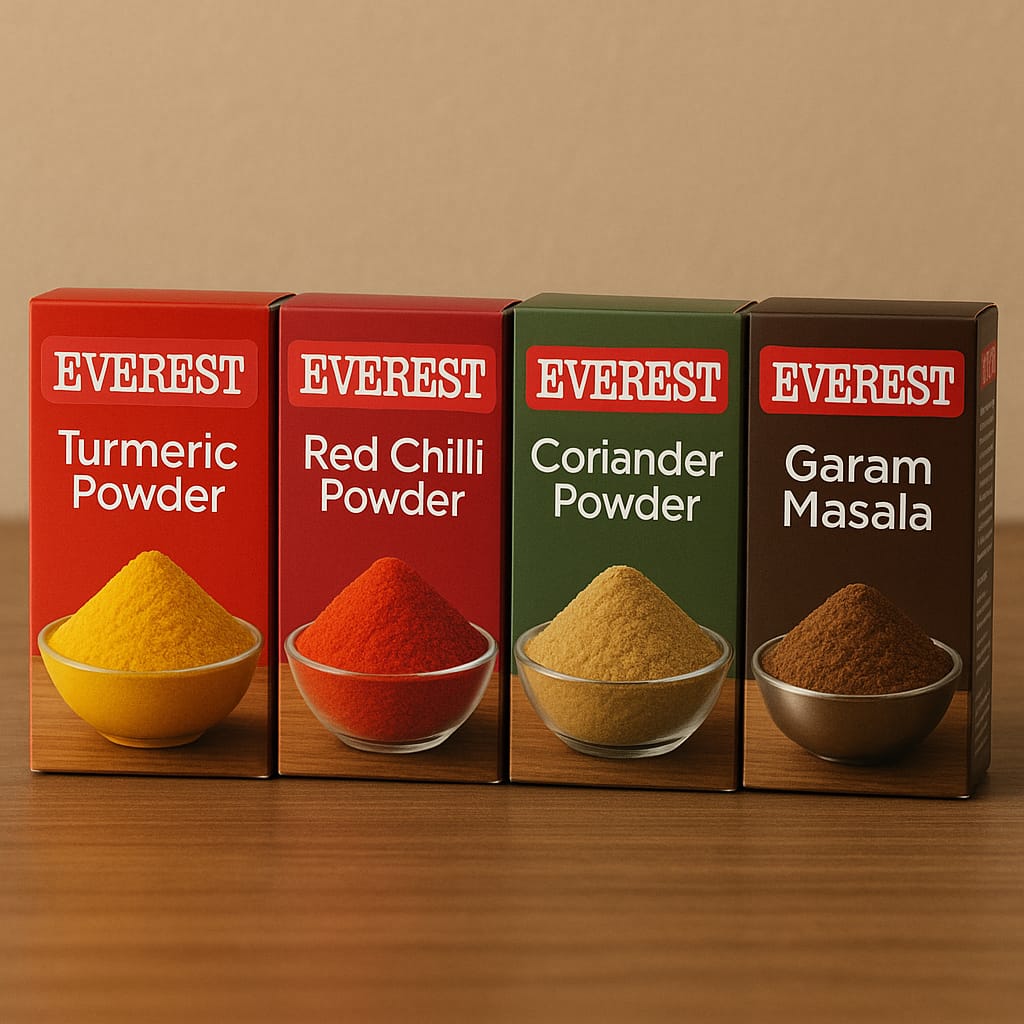 EVEREST
Turmeric
Powder
EVEREST
Red Chilli
Powder
EVEREST
Coriander
Powder
EVEREST
Garam
Masala